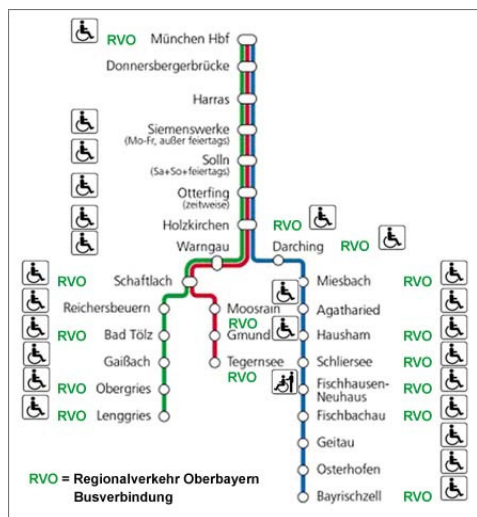 RVO München Hbf
Donnersbergerbrücke
Harras
Siemenswerke
(Mo-Fr, außer feiertags)
Solln
(Sa+So+feiertags)
Otterfing
(zeitweise)
Holzkirchen RVO
Warngau Darching RVO
RVO Schaftlach Miesbach RVO
Reichersbeuern Moosrain Agatharied
RVO
RVO Bad Tölz Gmund Hausham RVO
Gaißach Tegernsee Schliersee RVO
RVO
RVO Obergries Fischhausen- RVO
Neuhaus
RVO Lenggries Fischbachau RVO
Geitau
Osterhofen
RVO = Regionalverkehr Oberbayern
Busverbindung
Bayrischzell RVO